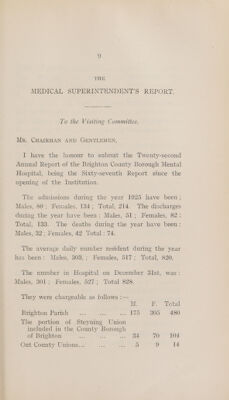 9
THE
MEDICAL SUPERINTENDENT'S REPORT.
To the Visiting Committee.
MR. CHAIRMAN AND GENTLEMEN,
I have the honour to submit the Twenty-second
Annual Report of the Brighton County Borough Mental
Hospital, being the Sixty-seventh Report since the
opening of the Institution.
The admissions during the year 1925 have been;
Males, 80; Females, 134; Total, 214. The discharges
during the year have been; Males, 51; Females, 82;
Total, 133. The deaths during the year have been;
Males, 32; Females, 42 Total: 74.
The average daily number resident during the year
has been: Males, 303, Females, 517; Total, 820.
The number in Hospital on December 31st, was:
Males, 301; Females, 527; Total 828.
They were chargeable as follows:—
M. F. Total
Brighton Parish ... ... ... 175 305 480
The portion of Steyning Union
included in the County Borough
of Brighton ... ... ... 34 70 104
Out County Unions... ... ... 5 9 14